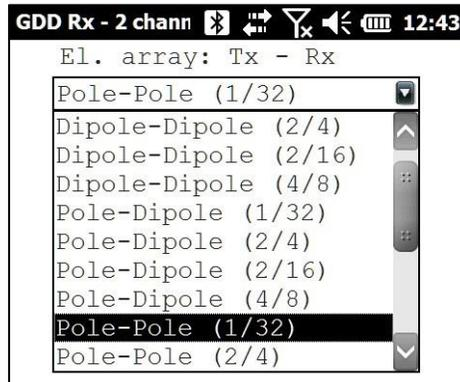 GDD Rx - 2 chann 12:43
El. array: Tx - Rx
Pole-Pole (1/32)
Dipole-Dipole (2/4)
Dipole-Dipole (2/16)
Dipole-Dipole (4/8)
Pole-Dipole (1/32)
Pole-Dipole (2/4)
Pole-Dipole (2/16)
Pole-Dipole (4/8)
Pole-Pole (1/32)
Pole-Pole (2/4)